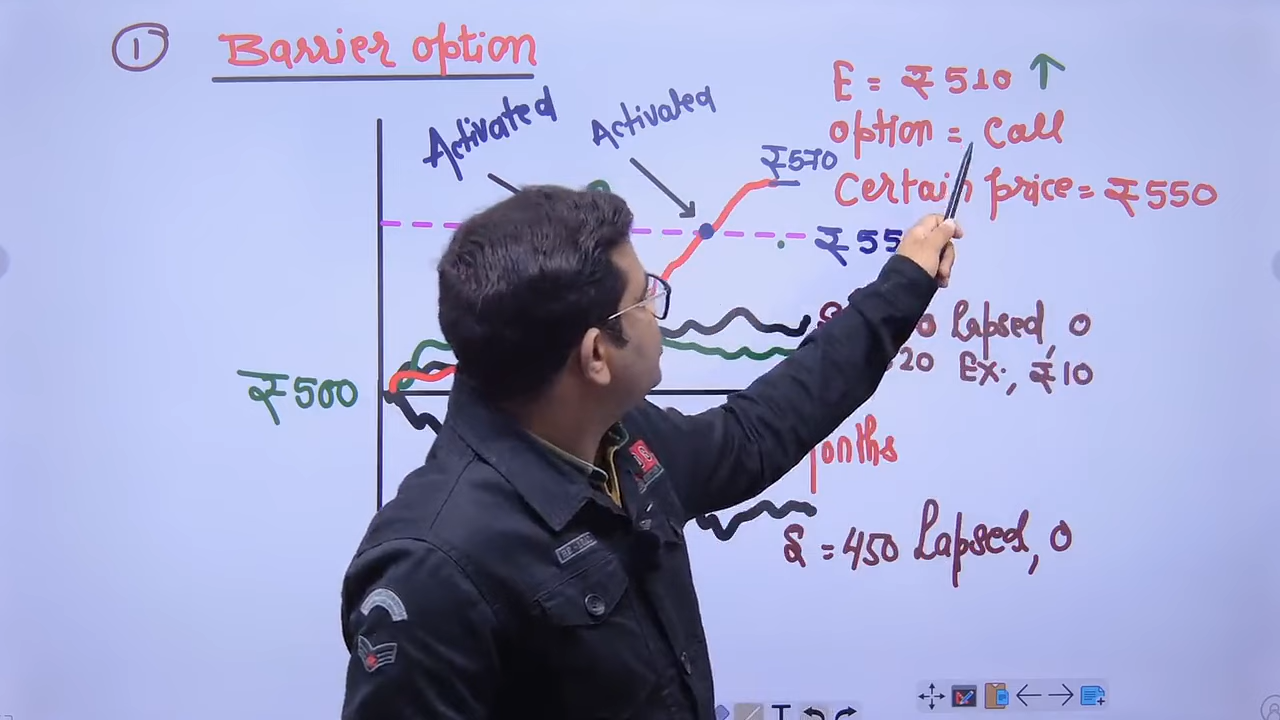 1 Barrier option
E = ₹510 ↑
option = Call
Certain price = ₹550
Activated
Activated
₹570
₹55
Lapsed, 0
20 Ex., ₹10
₹500
onths
S = 450 Lapsed, 0